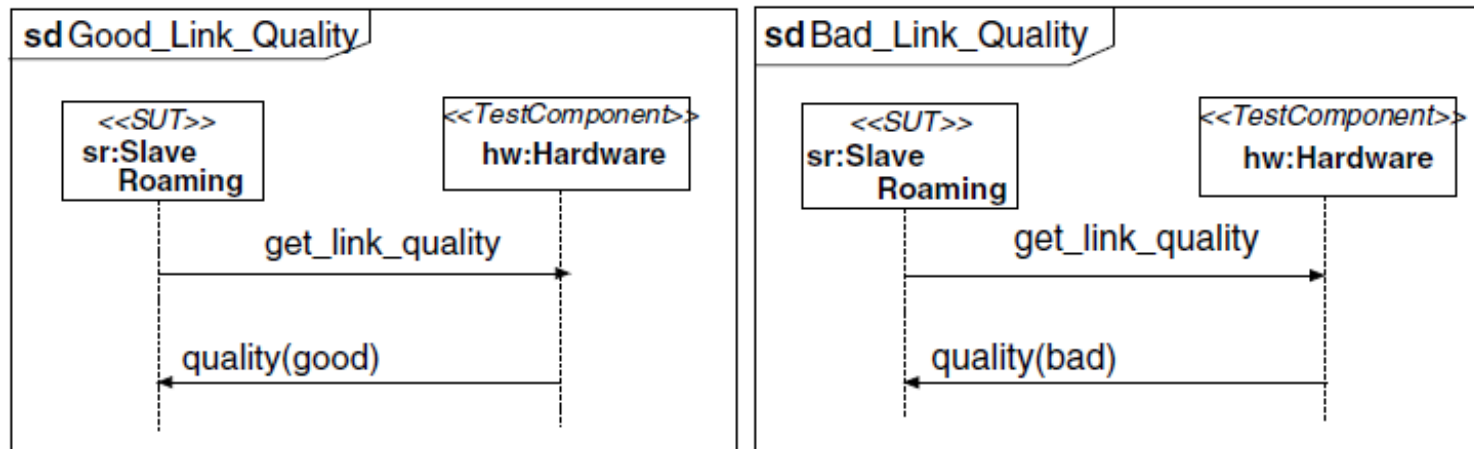 sd Good_Link_Quality
<<SUT>>
sr:Slave
Roaming
<<TestComponent>>
hw:Hardware
get_link_quality
quality(good)
sd Bad_Link_Quality
<<SUT>>
sr:Slave
Roaming
<<TestComponent>>
hw:Hardware
get_link_quality
quality(bad)